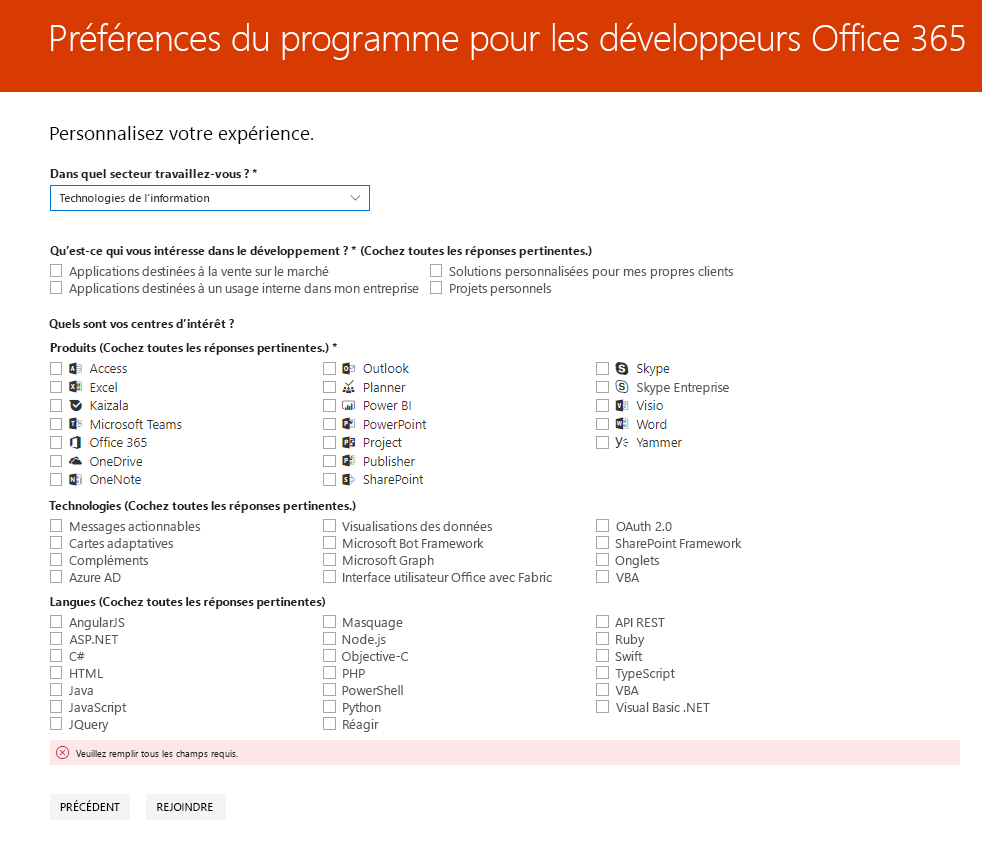 Préférences du programme pour les développeurs Office 365
Personnalisez votre expérience.
Dans quel secteur travaillez-vous ? *
Technologies de l'information
Qu'est-ce qui vous intéresse dans le développement ? * (Cochez toutes les réponses pertinentes.)
Applications destinées à la vente sur le marché Solutions personnalisées pour mes propres clients
Applications destinées à un usage interne dans mon entreprise Projets personnels
Quels sont vos centres d'intérêt ?
Produits (Cochez toutes les réponses pertinentes.) *
Access Outlook Skype
Excel Planner Skype Entreprise
Kaizala Power BI Visio
Microsoft Teams PowerPoint Word
Office 365 Project Yammer
OneDrive Publisher
OneNote SharePoint
Technologies (Cochez toutes les réponses pertinentes.)
Messages actionnables Visualisations des données OAuth 2.0
Cartes adaptatives Microsoft Bot Framework SharePoint Framework
Compléments Microsoft Graph Onglets
Azure AD Interface utilisateur Office avec Fabric VBA
Langues (Cochez toutes les réponses pertinentes)
AngularJS Masquage API REST
ASP.NET Node.js Ruby
C# Objective-C Swift
HTML PHP TypeScript
Java PowerShell VBA
JavaScript Python Visual Basic .NET
JQuery Réagir
Veuillez remplir tous les champs requis.
PRÉCÉDENT REJOINDRE